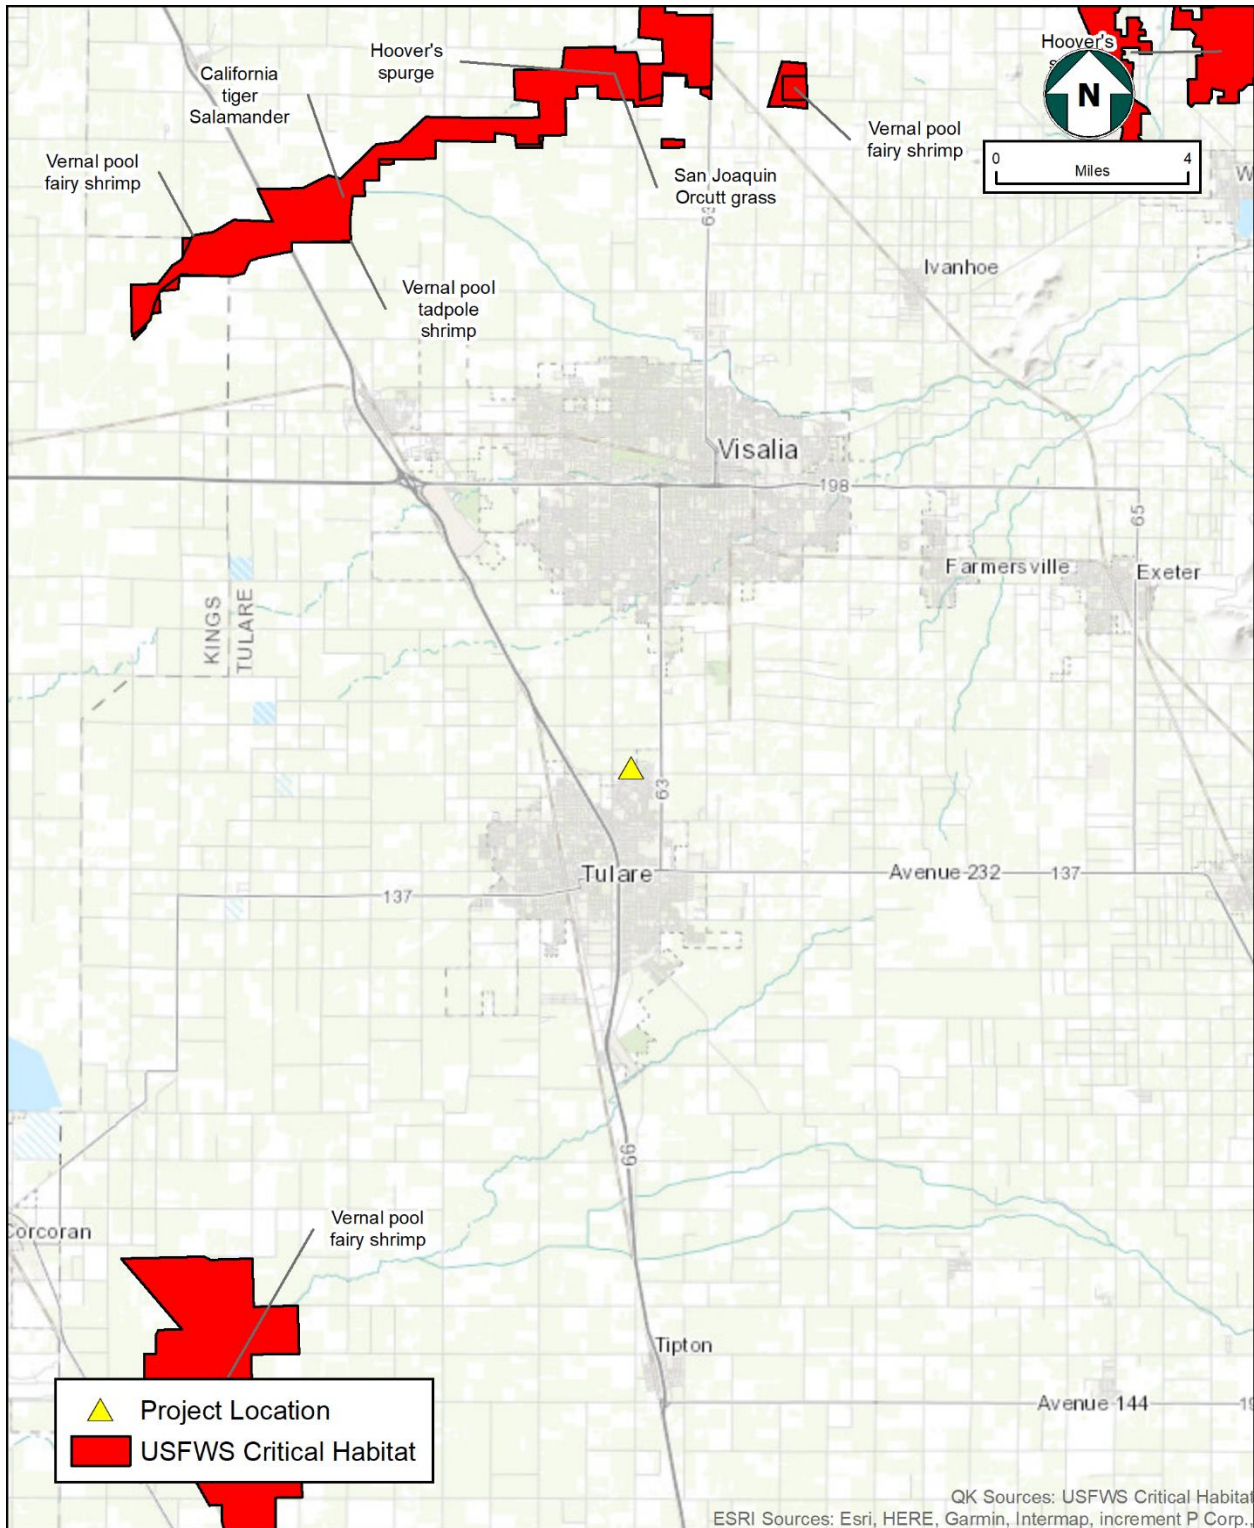 Hoover's
spurge
California
tiger
Salamander
Vernal pool
fairy shrimp
Hoover's
N
0
4
Miles
W
Vernal pool
fairy shrimp
San Joaquin
Orcutt grass
63
Ivanhoe
Vernal pool
tadpole
shrimp
Visalia
198
65
Farmersville
Exeter
KINGS
TULARE
63
Tulare
Avenue 232
137
137
99
Corcoran
Vernal pool
fairy shrimp
Tipton
Avenue 144
19
Project Location
USFWS Critical Habitat
QK Sources: USFWS Critical Habitat
ESRI Sources: Esri, HERE, Garmin, Intermap, increment P Corp.,